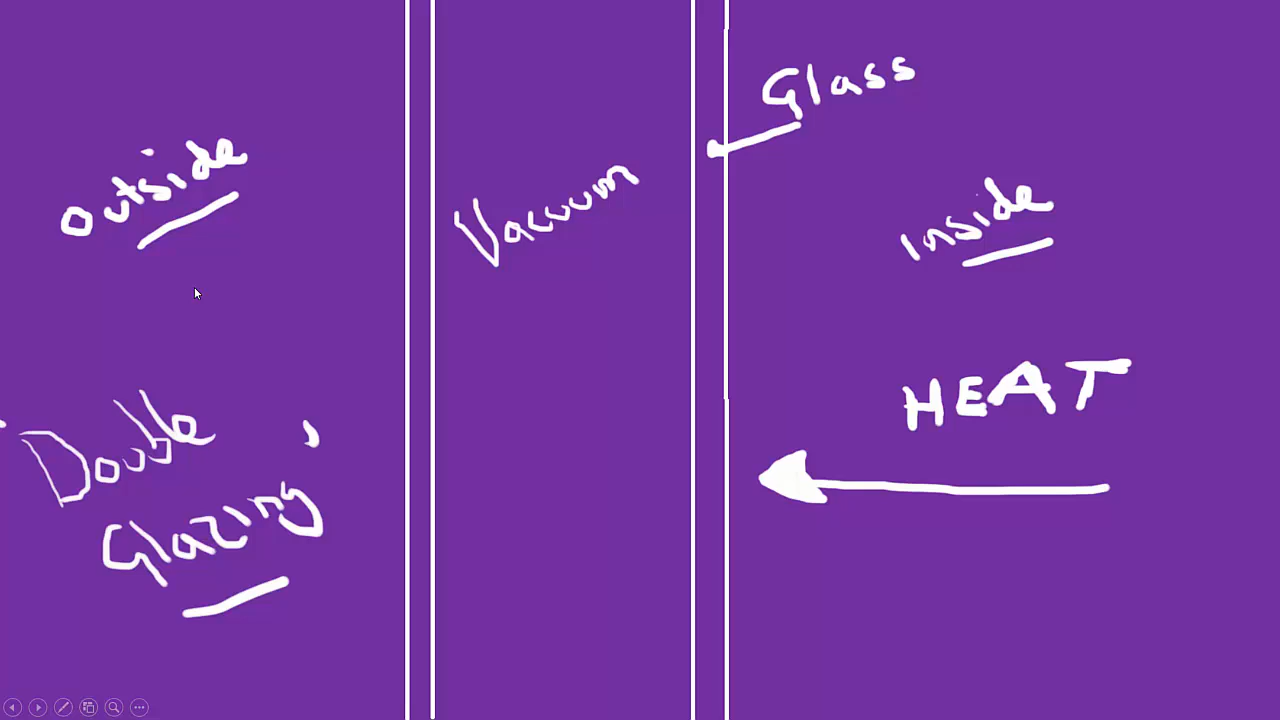 Glass
Outside
Vacuum
Inside
HEAT
Double
Glazing